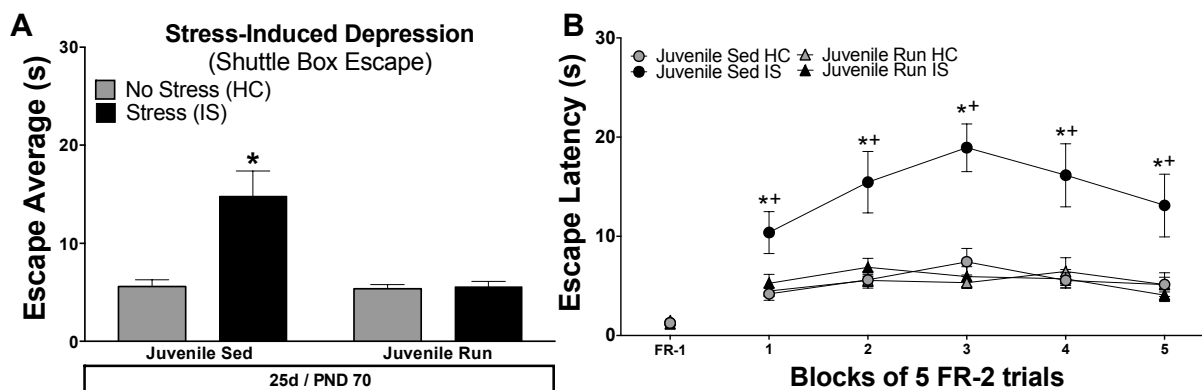 A
Stress-Induced Depression
(Shuttle Box Escape)
No Stress (HC)
Stress (IS)
Escape Average (s)
30
20
10
0
*
Juvenile Sed
Juvenile Run
25d / PND 70
B
Juvenile Sed HC
Juvenile Run HC
Juvenile Sed IS
Juvenile Run IS
Escape Latency (s)
30
20
10
0
*+
*+
*+
*+
*+
FR-1
1
2
3
4
5
Blocks of 5 FR-2 trials